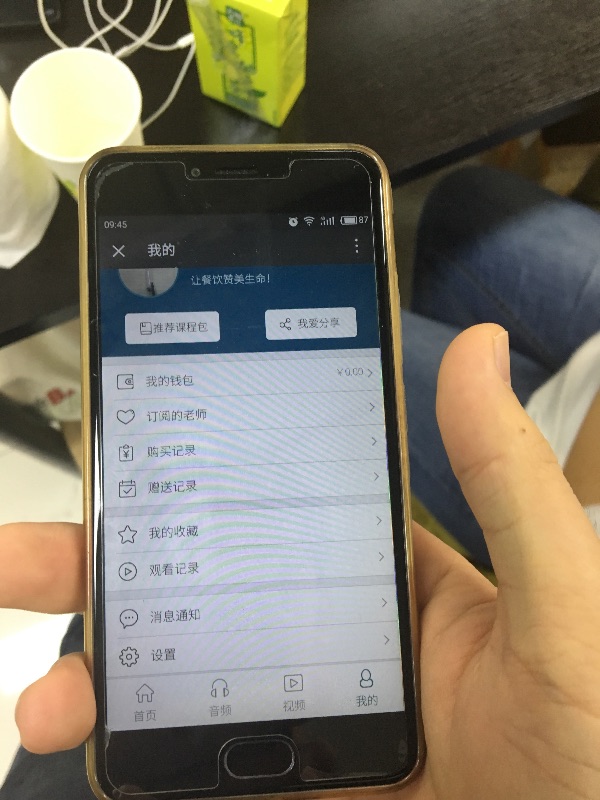 09:45
87
我的
让餐饮赞美生命!
推荐课程包
我爱分享
我的钱包
¥0.00
订阅的老师
购买记录
赠送记录
我的收藏
观看记录
消息通知
设置
首页
音频
视频
我的